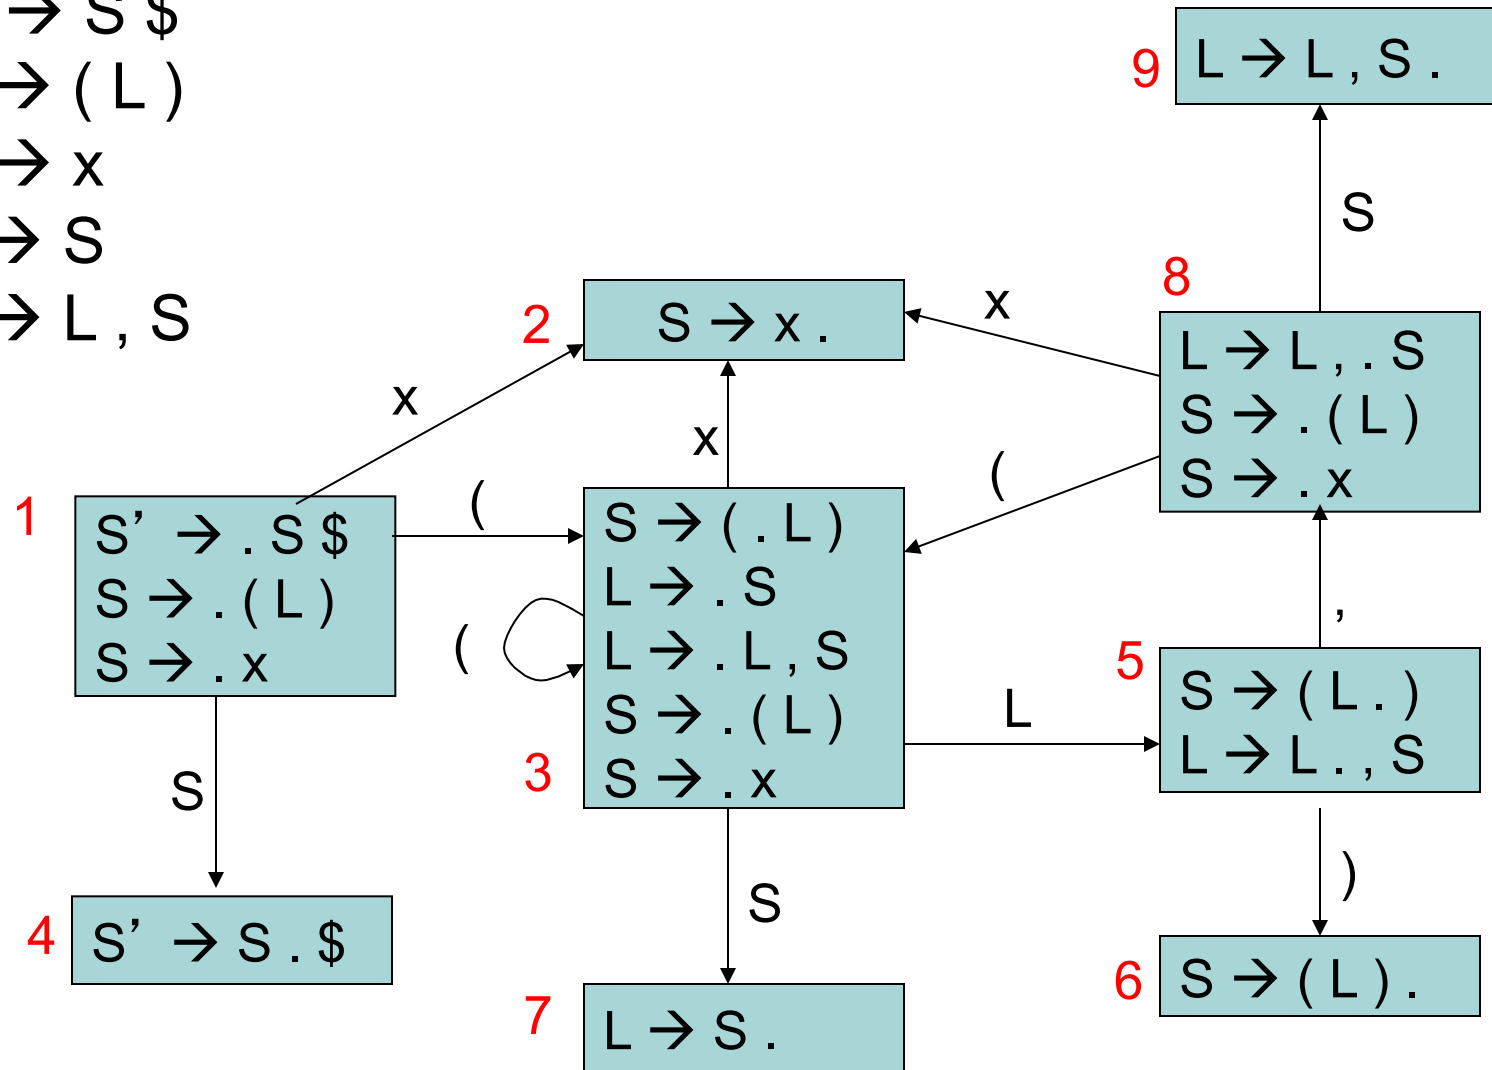 → S $
→ ( L )
→ x
→ S
→ L , S
9
L → L , S .
S
8
2
S → x .
x
L → L , . S
S → . ( L )
S → . x
x
x
(
(
1
S’ → . S $
S → . ( L )
S → . x
S → ( . L )
L → . S
L → . L , S
S → . ( L )
S → . x
(
3
,
5
S → ( L . )
L → L . , S
L
S
S
)
4
S’ → S . $
6
S → ( L ) .
7
L → S .